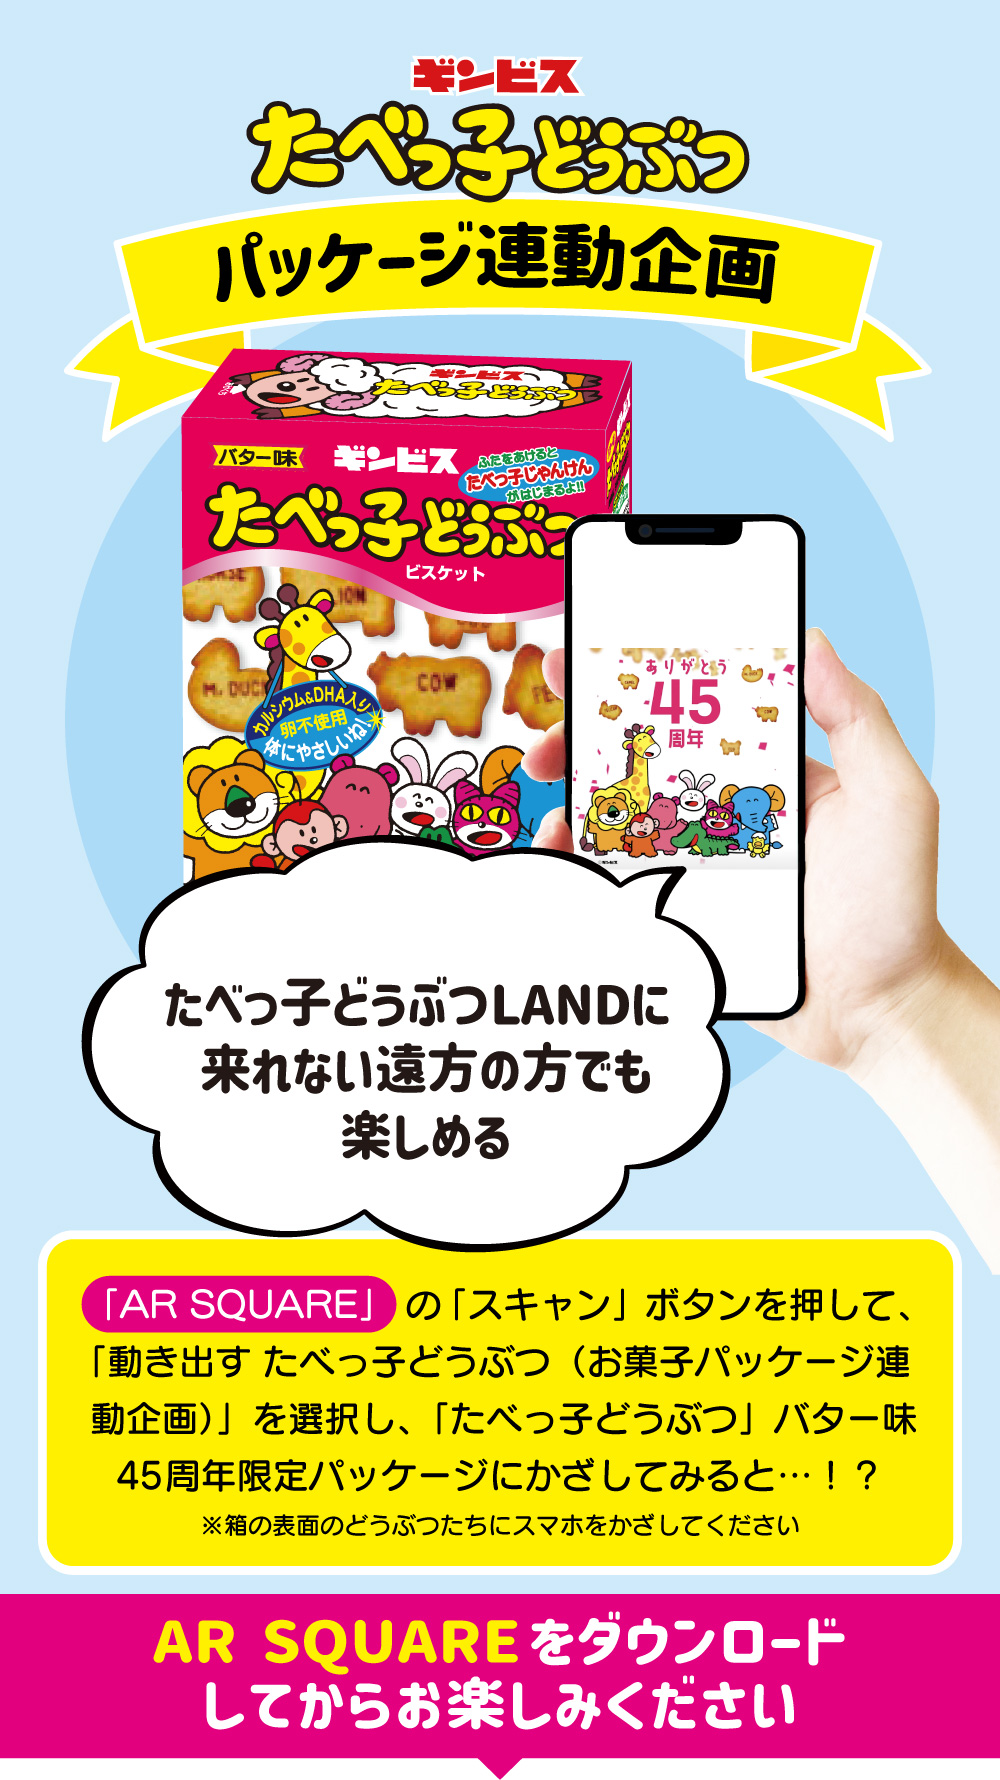 ギンビス
たべっ子どうぶつ
パッケージ連動企画
ギンビス
たべっ子どうぶつ
バター味
ギンビス
ふたをあけると
たべっ子じゃんけん
がはじまるよ!!
たべっ子どうぶつ
ビスケット
LION
MR. DUCK
COW
カルシウム&DHA入り
卵不使用
体にやさしいね!
ありがとう
45
周年
©ギンビス
たべっ子どうぶつLANDに
来れない遠方の方でも
楽しめる
「AR SQUARE」の「スキャン」ボタンを押して、
「動き出す たべっ子どうぶつ（お菓子パッケージ連
動企画）」を選択し、「たべっ子どうぶつ」バター味
45周年限定パッケージにかざしてみると…！？
※箱の表面のどうぶつたちにスマホをかざしてください
AR SQUAREをダウンロード
してからお楽しみください